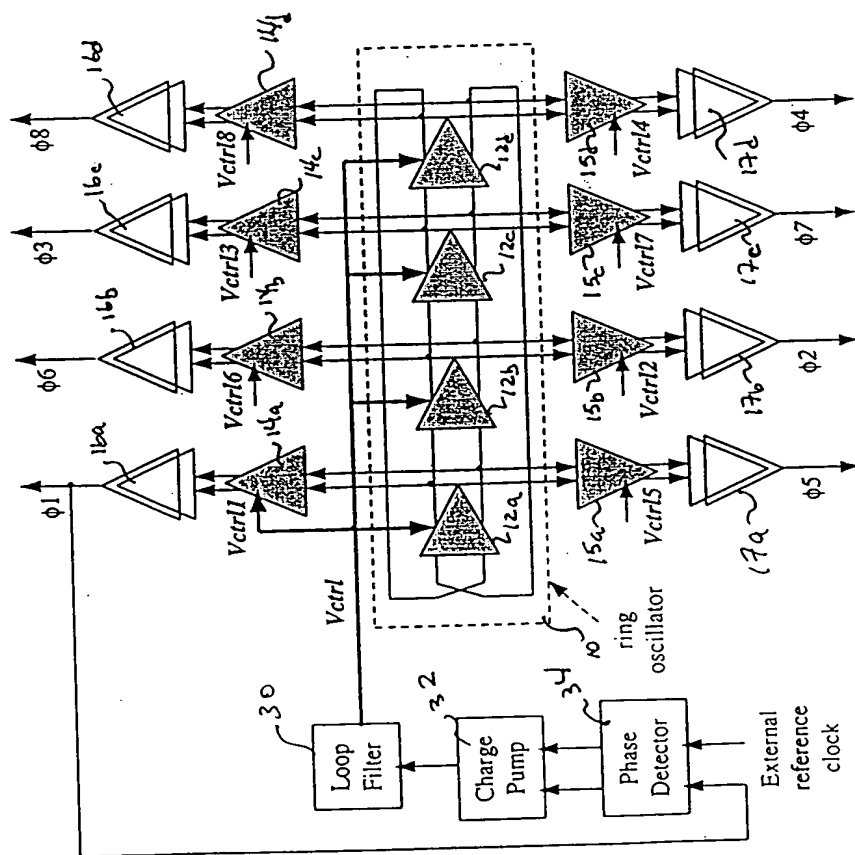 ϕ1
ϕ6
ϕ3
ϕ8
16a
16b
16c
16d
Vctrl1
Vctrl6
Vctrl3
Vctrl8
14a
14b
14c
14d
Vctrl
12a
12b
12c
12d
15a
15b
15c
15d
Vctrl5
Vctrl2
Vctrl7
Vctrl4
17a
17b
17c
17d
ϕ5
ϕ2
ϕ7
ϕ4
10
ring
oscillator
30
Loop
Filter
32
Charge
Pump
34
Phase
Detector
External
reference
clock